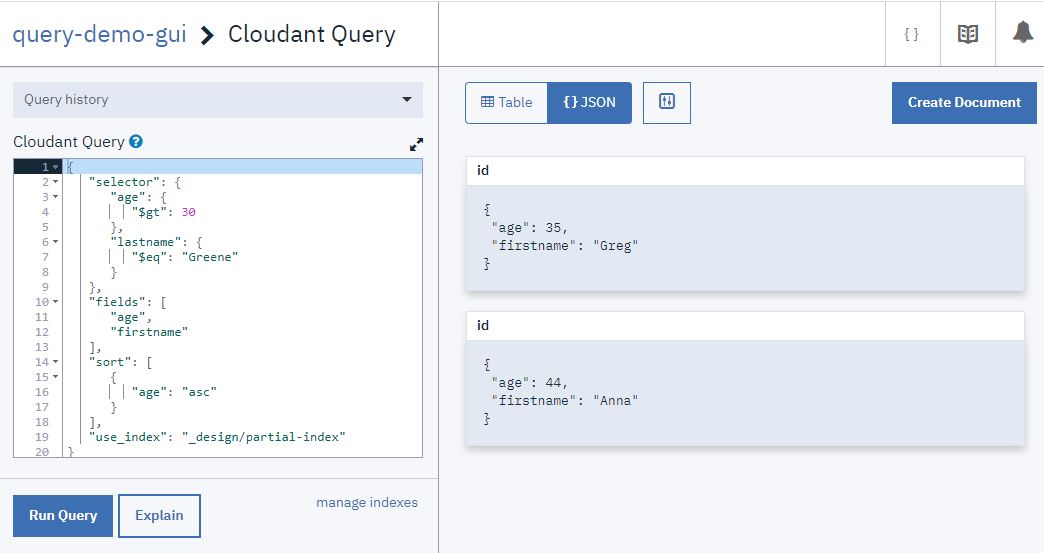 query-demo-gui > Cloudant Query
{ }
Query history
Cloudant Query ?
1 {
2 "selector": {
3 "age": {
4 "$gt": 30
5 },
6 "lastname": {
7 "$eq": "Greene"
8 }
9 },
10 "fields": [
11 "age",
12 "firstname"
13 ],
14 "sort": [
15 {
16 "age": "asc"
17 }
18 ],
19 "use_index": "_design/partial-index"
20 }
Run Query
Explain
manage indexes
Table
{ } JSON
Create Document
id
{
"age": 35,
"firstname": "Greg"
}
id
{
"age": 44,
"firstname": "Anna"
}